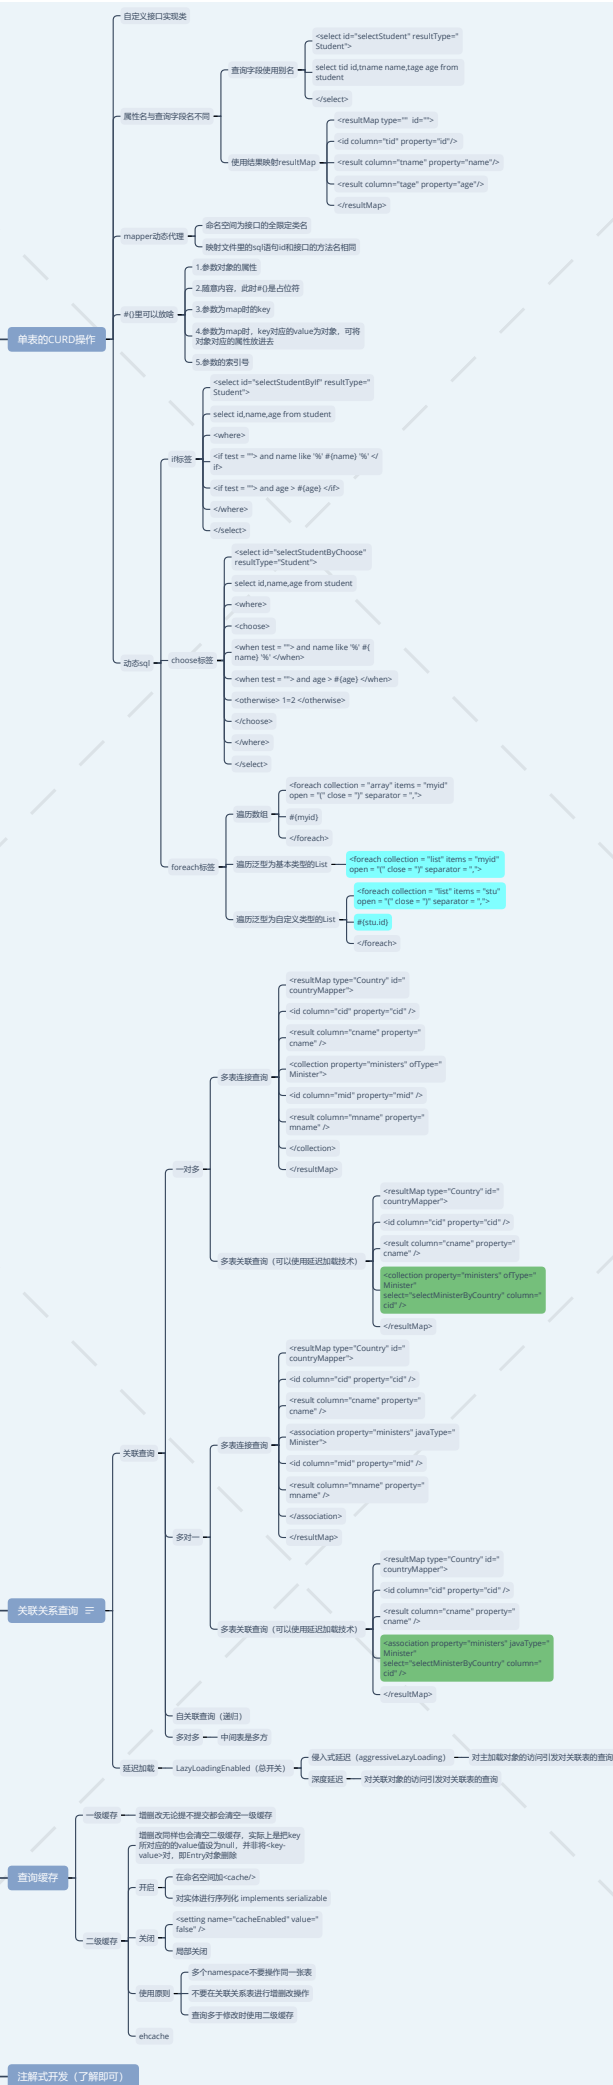 自定义接口实现类
<select id="selectStudent" resultType="
Student">
查询字段使用别名
select tid id,tname name,tage age from
student
</select>
属性名与查询字段名不同
<resultMap type=""  id="">
<id column="tid" property="id"/>
使用结果映射resultMap
<result column="tname" property="name"/>
<result column="tage" property="age"/>
</resultMap>
命名空间为接口的全限定类名
mapper动态代理
映射文件里的sql语句id和接口的方法名相同
1.参数对象的属性
2.随意内容，此时#{}是占位符
#{}里可以放啥
3.参数为map时的key
4.参数为map时，key对应的value为对象，可将
对象对应的属性放进去
5.参数的索引号
单表的CURD操作
<select id="selectStudentByIf" resultType="
Student">
select id,name,age from student
<where>
if标签
<if test = ""> and name like '%' #{name} '%' </
if>
<if test = ""> and age > #{age} </if>
</where>
</select>
<select id="selectStudentByChoose"
resultType="Student">
select id,name,age from student
<where>
<choose>
<when test = ""> and name like '%' #{
name} '%' </when>
动态sql
choose标签
<when test = ""> and age > #{age} </when>
<otherwise> 1=2 </otherwise>
</choose>
</where>
</select>
<foreach collection = "array" items = "myid"
open = "(" close = ")" separator = ",">
遍历数组
#{myid}
</foreach>
foreach标签
遍历泛型为基本类型的List
<foreach collection = "list" items = "myid"
open = "(" close = ")" separator = ",">
<foreach collection = "list" items = "stu"
open = "(" close = ")" separator = ",">
遍历泛型为自定义类型的List
#{stu.id}
</foreach>
<resultMap type="Country" id="
countryMapper">
<id column="cid" property="cid" />
<result column="cname" property="
cname" />
多表连接查询
<collection property="ministers" ofType="
Minister">
<id column="mid" property="mid" />
<result column="mname" property="
mname" />
</collection>
</resultMap>
一对多
<resultMap type="Country" id="
countryMapper">
<id column="cid" property="cid" />
<result column="cname" property="
cname" />
多表关联查询（可以使用延迟加载技术）
<collection property="ministers" ofType="
Minister"
select="selectMinisterByCountry" column="
cid" />
</resultMap>
<resultMap type="Country" id="
countryMapper">
<id column="cid" property="cid" />
<result column="cname" property="
cname" />
关联查询
多表连接查询
<association property="ministers" javaType="
Minister">
<id column="mid" property="mid" />
<result column="mname" property="
mname" />
</association>
</resultMap>
多对一
<resultMap type="Country" id="
countryMapper">
<id column="cid" property="cid" />
<result column="cname" property="
cname" />
关联关系查询
多表关联查询（可以使用延迟加载技术）
<association property="ministers" javaType="
Minister"
select="selectMinisterByCountry" column="
cid" />
</resultMap>
自关联查询（递归）
多对多
中间表是多方
延迟加载
LazyLoadingEnabled（总开关）
侵入式延迟（aggressiveLazyLoading）
对主加载对象的访问引发对关联表的查询
深度延迟
对关联对象的访问引发对关联表的查询
一级缓存
增删改无论提不提交都会清空一级缓存
增删改同样也会清空二级缓存，实际上是把key
所对应的的value值设为null，并非将<key-
value>对，即Entry对象删除
查询缓存
开启
在命名空间加<cache/>
对实体进行序列化 implements serializable
二级缓存
关闭
<setting name="cacheEnabled" value="
false" />
局部关闭
多个namespace不要操作同一张表
使用原则
不要在关联关系表进行增删改操作
查询多于修改时使用二级缓存
ehcache
注解式开发（了解即可）